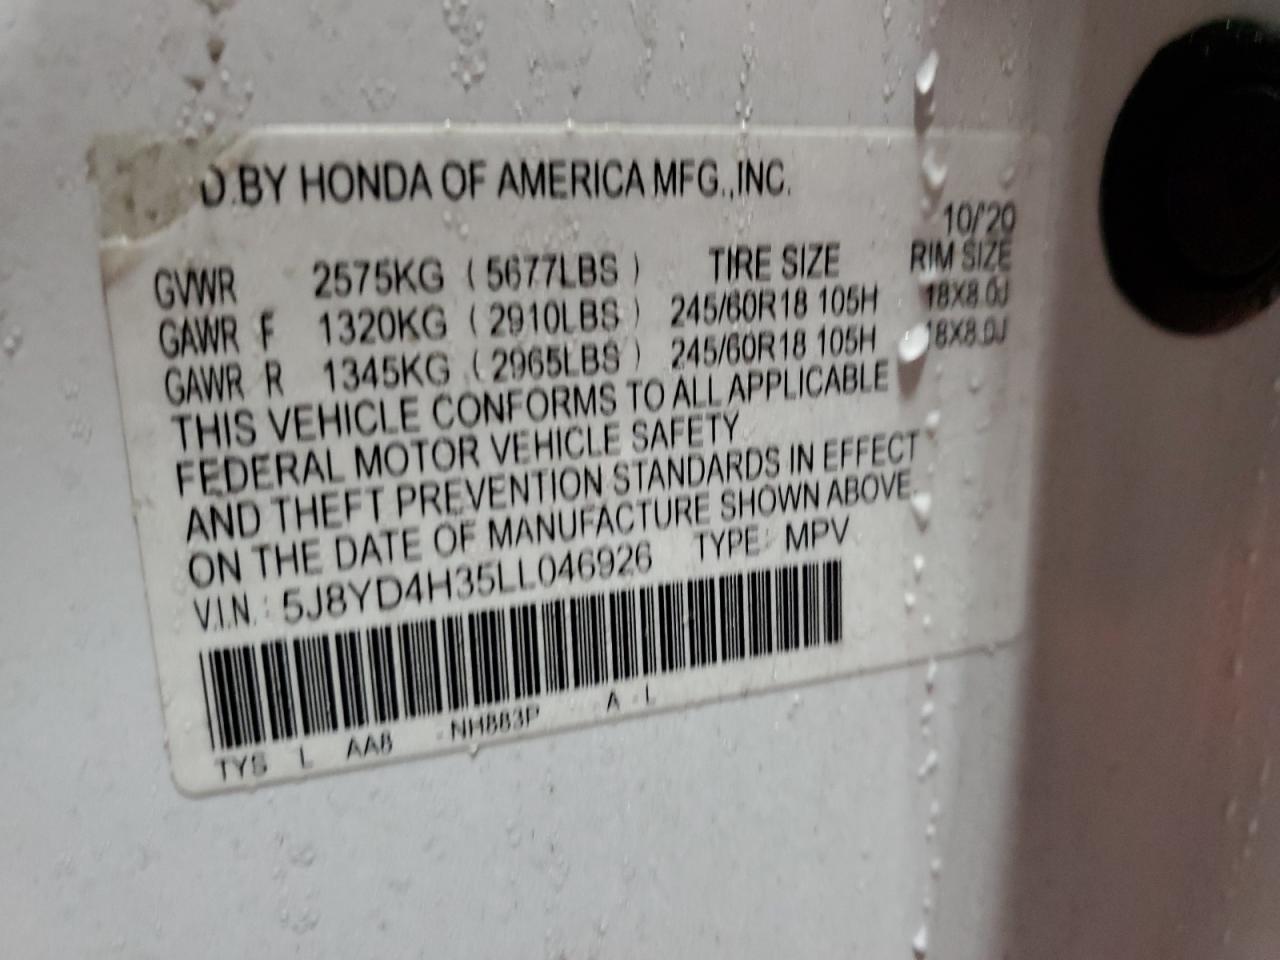 D.BY HONDA OF AMERICA MFG.,INC.
10/'20
GVWR 2575KG ( 5677LBS ) TIRE SIZE RIM SIZE
GAWR F 1320KG ( 2910LBS ) 245/60R18 105H 18X8.0J
GAWR R 1345KG ( 2965LBS ) 245/60R18 105H 18X8.0J
THIS VEHICLE CONFORMS TO ALL APPLICABLE
FEDERAL MOTOR VEHICLE SAFETY
AND THEFT PREVENTION STANDARDS IN EFFECT
ON THE DATE OF MANUFACTURE SHOWN ABOVE.
V.I.N.: 5J8YD4H35LL046926 TYPE: MPV
TYS L AA8 -NH883P A L